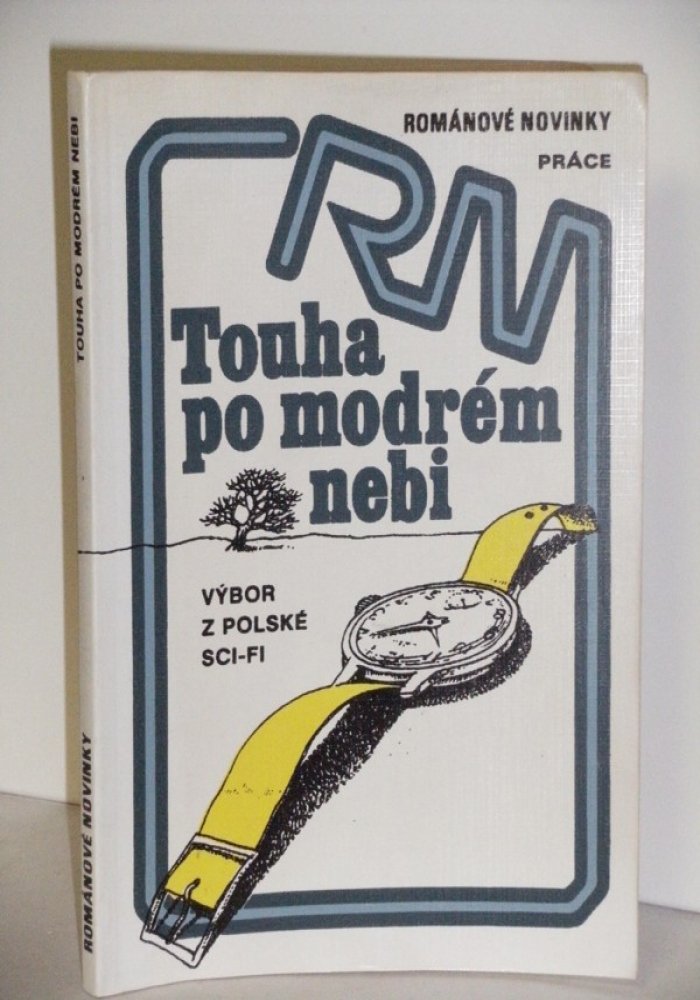 ROMÁNOVÉ NOVINKY
PRÁCE
RN
Touha
po modrém
nebi
VÝBOR
Z POLSKÉ
SCI-FI
TOUHA PO MODRÉM NEBI
ROMÁNOVÉ NOVINKY